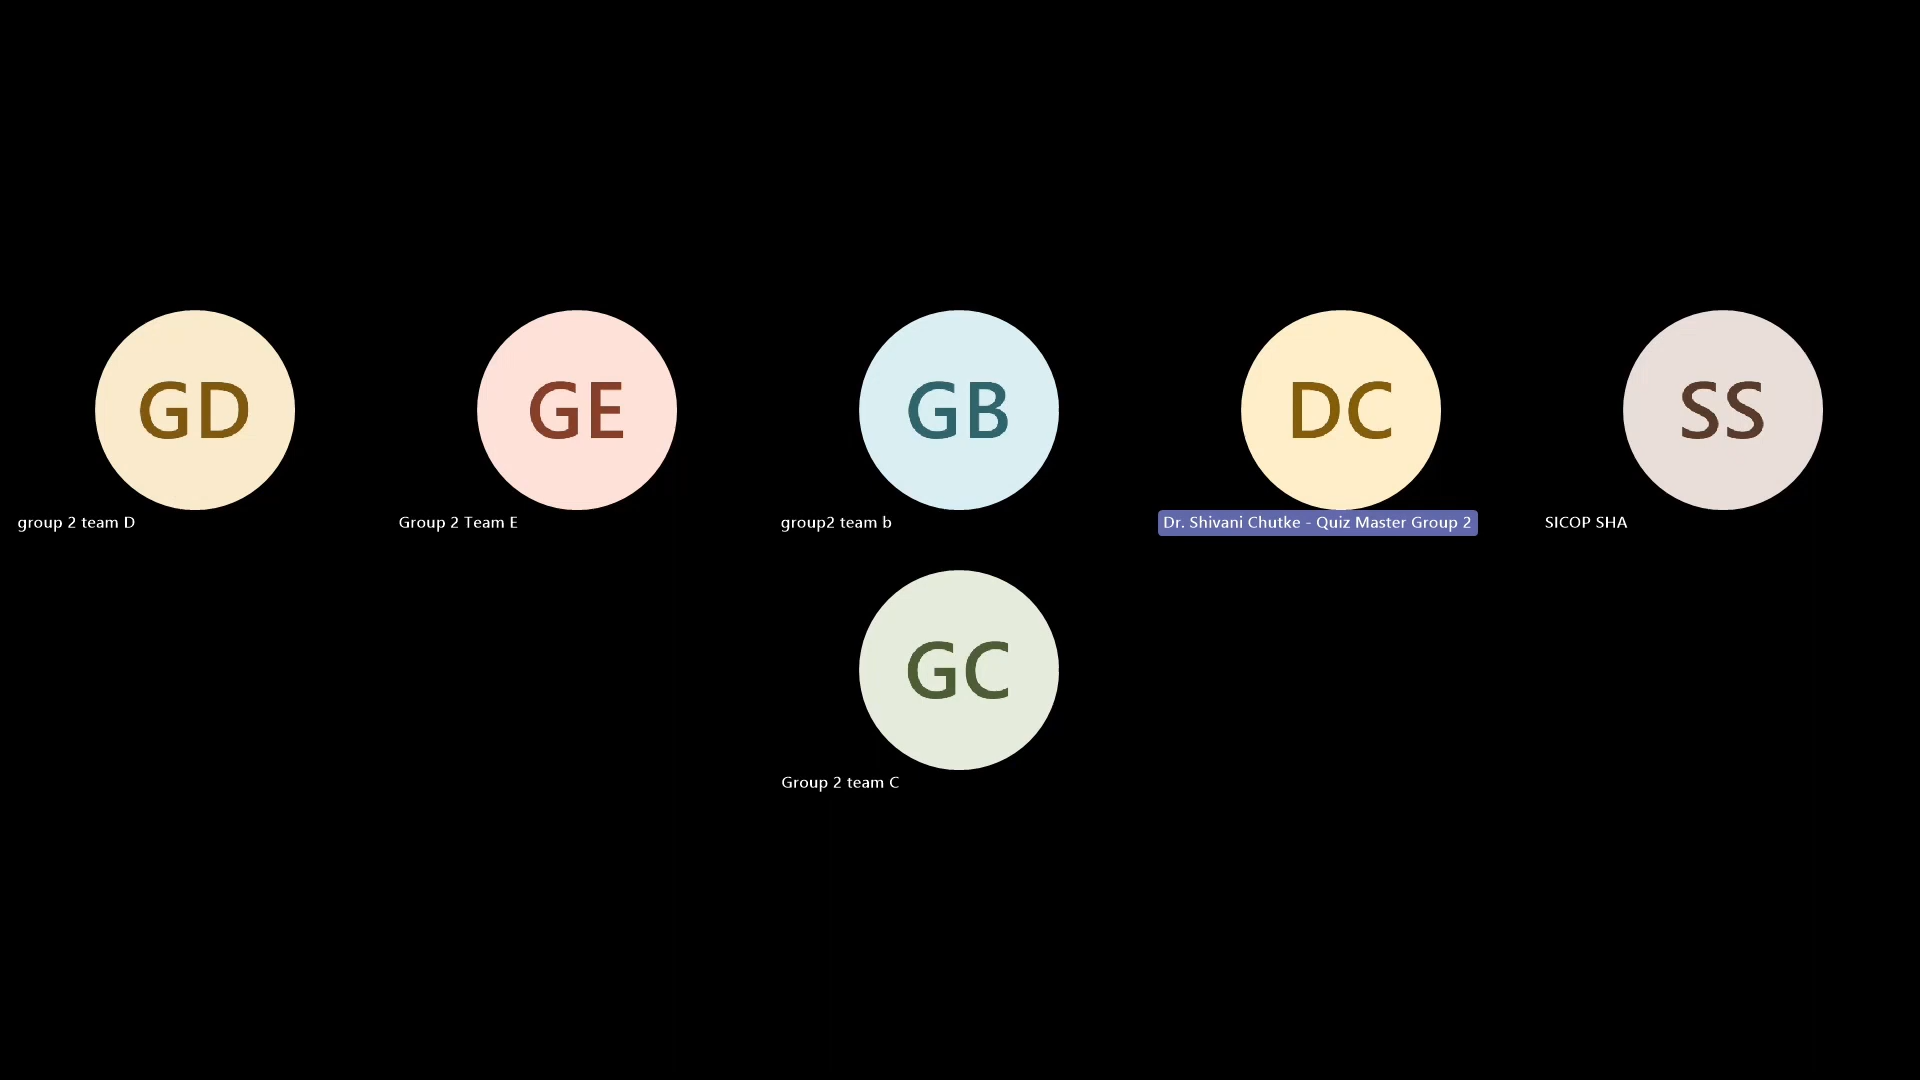 GD
GE
GB
DC
SS
group 2 team D
Group 2 Team E
group2 team b
Dr. Shivani Chutke - Quiz Master Group 2
SICOP SHA
GC
Group 2 team C